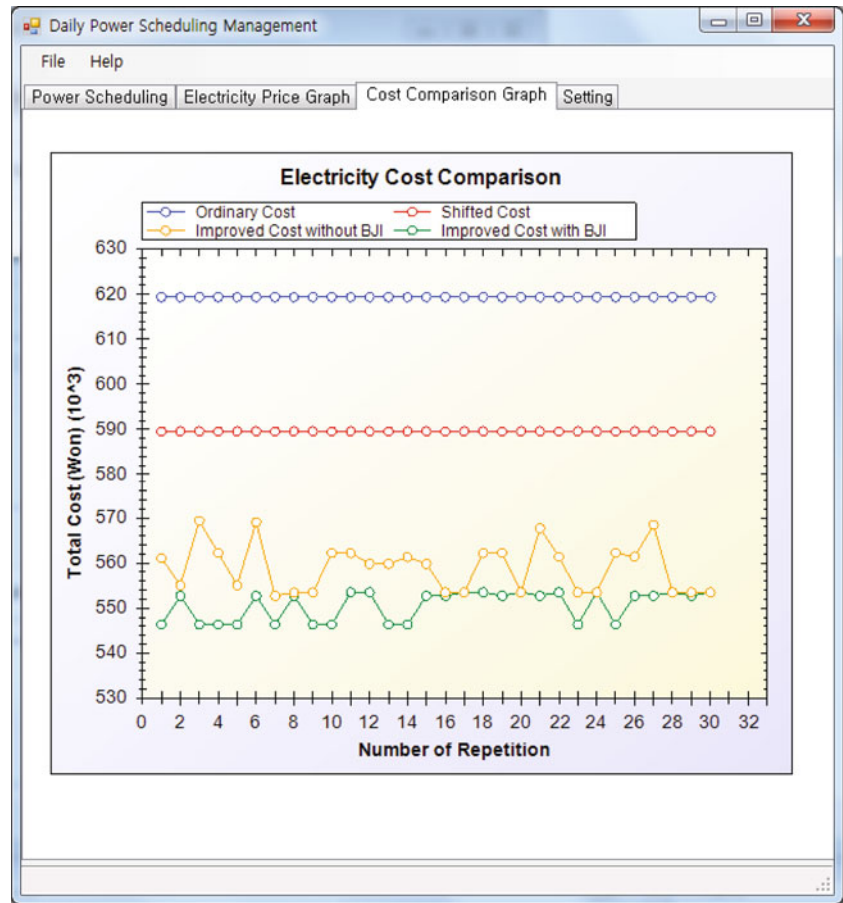 Daily Power Scheduling Management
File Help
Power Scheduling Electricity Price Graph Cost Comparison Graph Setting
Electricity Cost Comparison
Ordinary Cost Shifted Cost
Improved Cost without BJI Improved Cost with BJI
630
620
610
600
590
580
570
560
550
540
530
Total Cost (Won) (10^3)
0 2 4 6 8 10 12 14 16 18 20 22 24 26 28 30 32
Number of Repetition